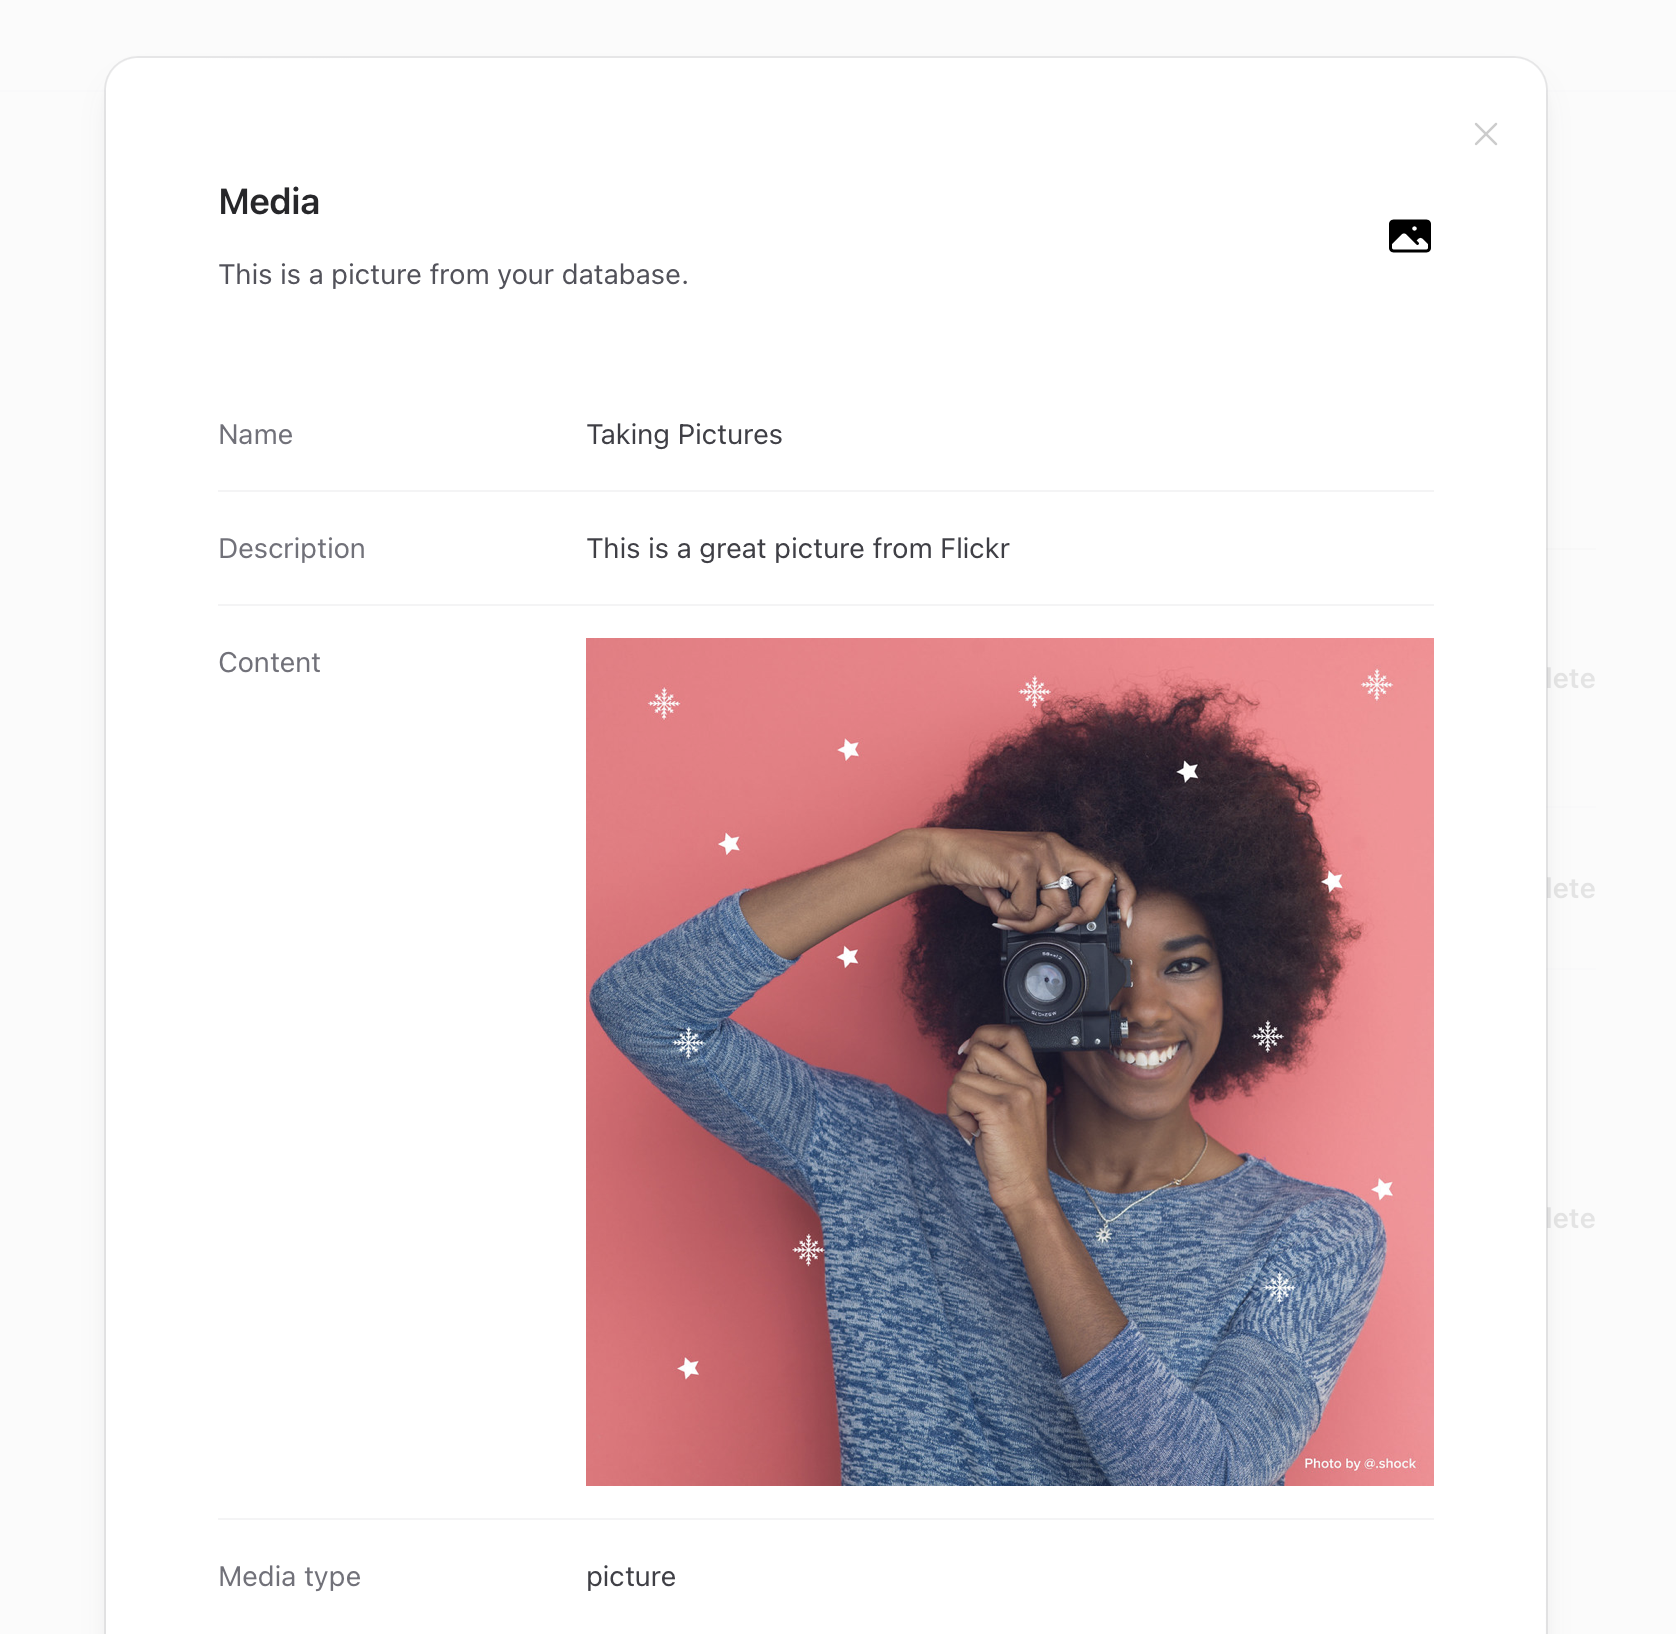 Media
This is a picture from your database.
Name
Taking Pictures
Description
This is a great picture from Flickr
Content
lete
lete
lete
Photo by @.shock
Media type
picture